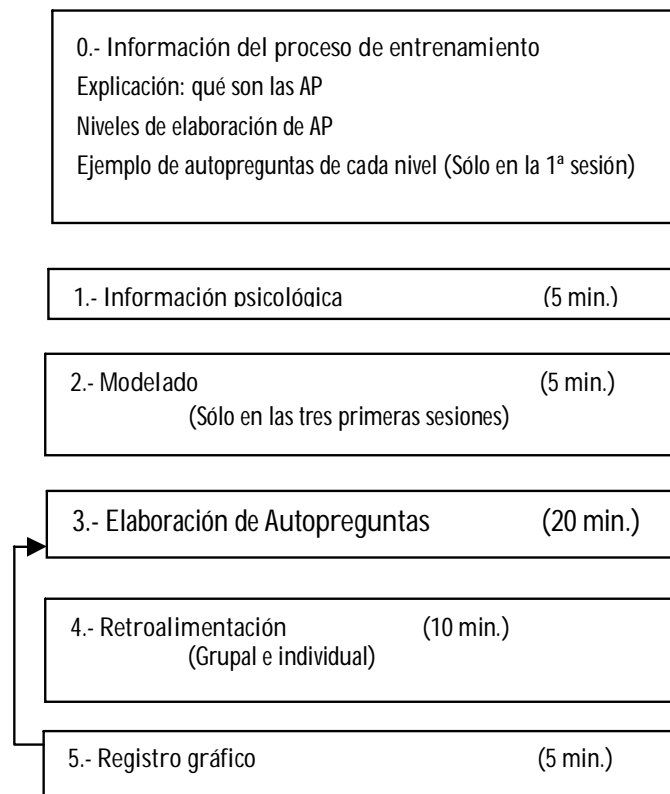 0.- Información del proceso de entrenamiento
Explicación: qué son las AP
Niveles de elaboración de AP
Ejemplo de autopreguntas de cada nivel (Sólo en la 1ª sesión)
1.- Información psicológica (5 min.)
2.- Modelado (5 min.)
(Sólo en las tres primeras sesiones)
3.- Elaboración de Autopreguntas (20 min.)
4.- Retroalimentación (10 min.)
(Grupal e individual)
5.- Registro gráfico (5 min.)